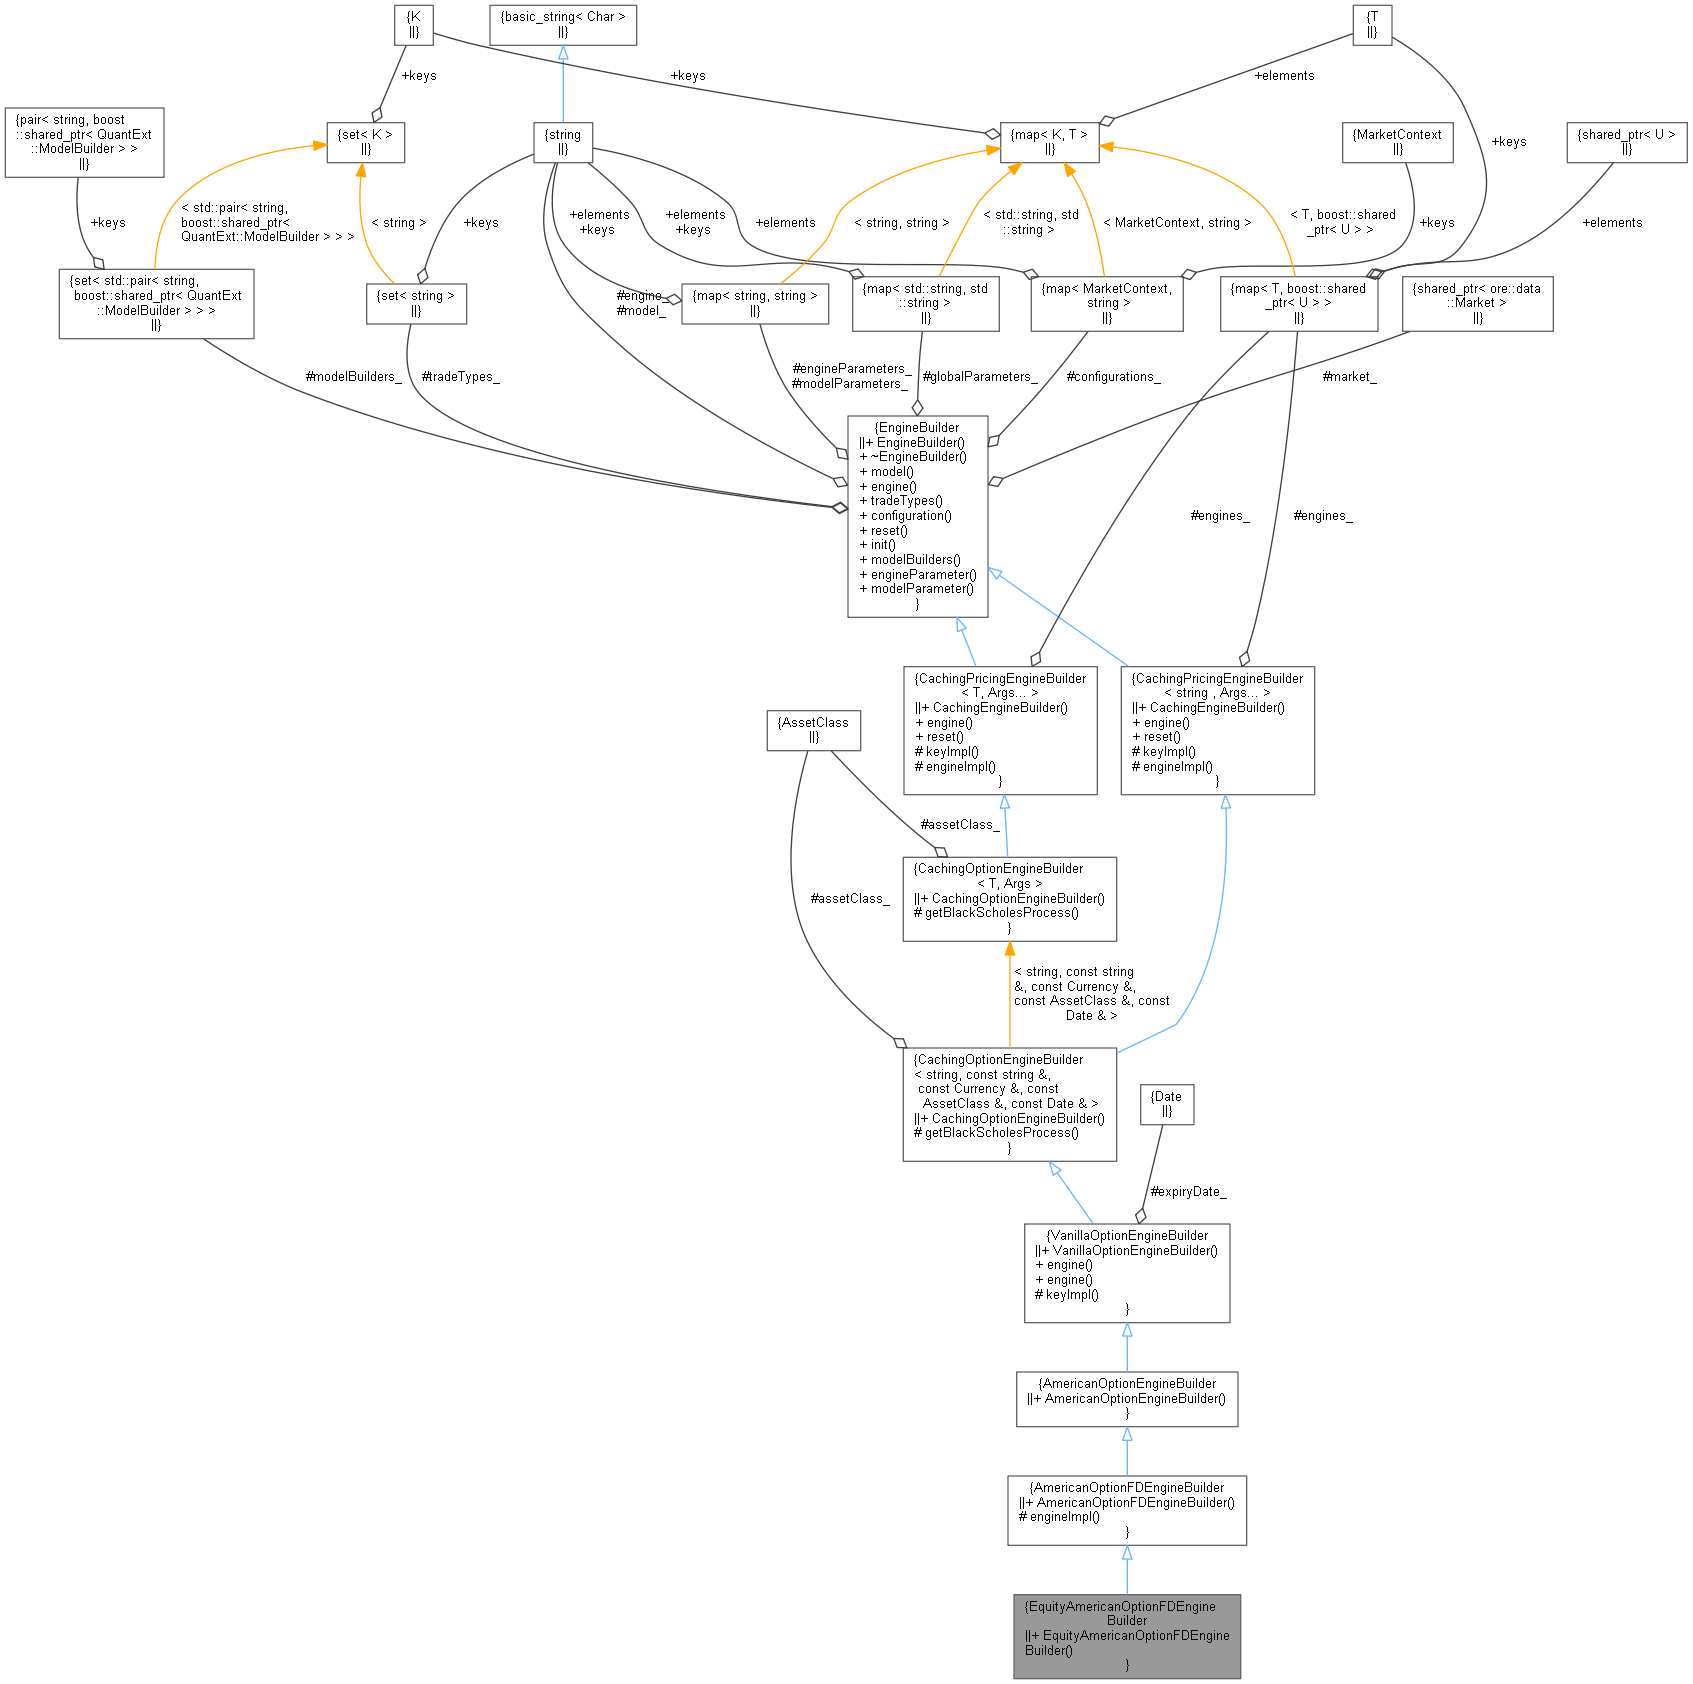 {K
||}
{basic_string< Char >
||}
{T
||}
+keys
+keys
+elements
{pair< string, boost
::shared_ptr< QuantExt
::ModelBuilder > >
||}
{set< K >
||}
{string
||}
{map< K, T >
||}
{MarketContext
||}
{shared_ptr< U >
||}
+keys
+keys
< std::pair< string,
boost::shared_ptr<
QuantExt::ModelBuilder > > >
< string >
+keys
+elements
+keys
+elements
+keys
+elements
< string, string >
< std::string, std
::string >
< MarketContext, string >
< T, boost::shared
_ptr< U > >
+keys
+elements
{set< std::pair< string,
boost::shared_ptr< QuantExt
::ModelBuilder > > >
||}
{set< string >
||}
#engine_
#model_
{map< string, string >
||}
{map< std::string, std
::string >
||}
{map< MarketContext,
string >
||}
{map< T, boost::shared
_ptr< U > >
||}
{shared_ptr< ore::data
::Market >
||}
#modelBuilders_
#tradeTypes_
#engineParameters_
#modelParameters_
#globalParameters_
#configurations_
#market_
{EngineBuilder
||+ EngineBuilder()
+ ~EngineBuilder()
+ model()
+ engine()
+ tradeTypes()
+ configuration()
+ reset()
+ init()
+ modelBuilders()
+ engineParameter()
+ modelParameter()
}
#engines_
#engines_
{CachingPricingEngineBuilder
< T, Args... >
||+ CachingEngineBuilder()
+ engine()
+ reset()
# keyImpl()
# engineImpl()
}
{CachingPricingEngineBuilder
< string , Args... >
||+ CachingEngineBuilder()
+ engine()
+ reset()
# keyImpl()
# engineImpl()
}
{AssetClass
||}
#assetClass_
#assetClass_
{CachingOptionEngineBuilder
< T, Args >
||+ CachingOptionEngineBuilder()
# getBlackScholesProcess()
}
< string, const string
&, const Currency &,
const AssetClass &, const
Date & >
{CachingOptionEngineBuilder
< string, const string &,
const Currency &, const
AssetClass &, const Date & >
||+ CachingOptionEngineBuilder()
# getBlackScholesProcess()
}
{Date
||}
#expiryDate_
{VanillaOptionEngineBuilder
||+ VanillaOptionEngineBuilder()
+ engine()
+ engine()
# keyImpl()
}
{AmericanOptionEngineBuilder
||+ AmericanOptionEngineBuilder()
}
{AmericanOptionFDEngineBuilder
||+ AmericanOptionFDEngineBuilder()
# engineImpl()
}
{EquityAmericanOptionFDEngine
Builder
||+ EquityAmericanOptionFDEngine
Builder()
}